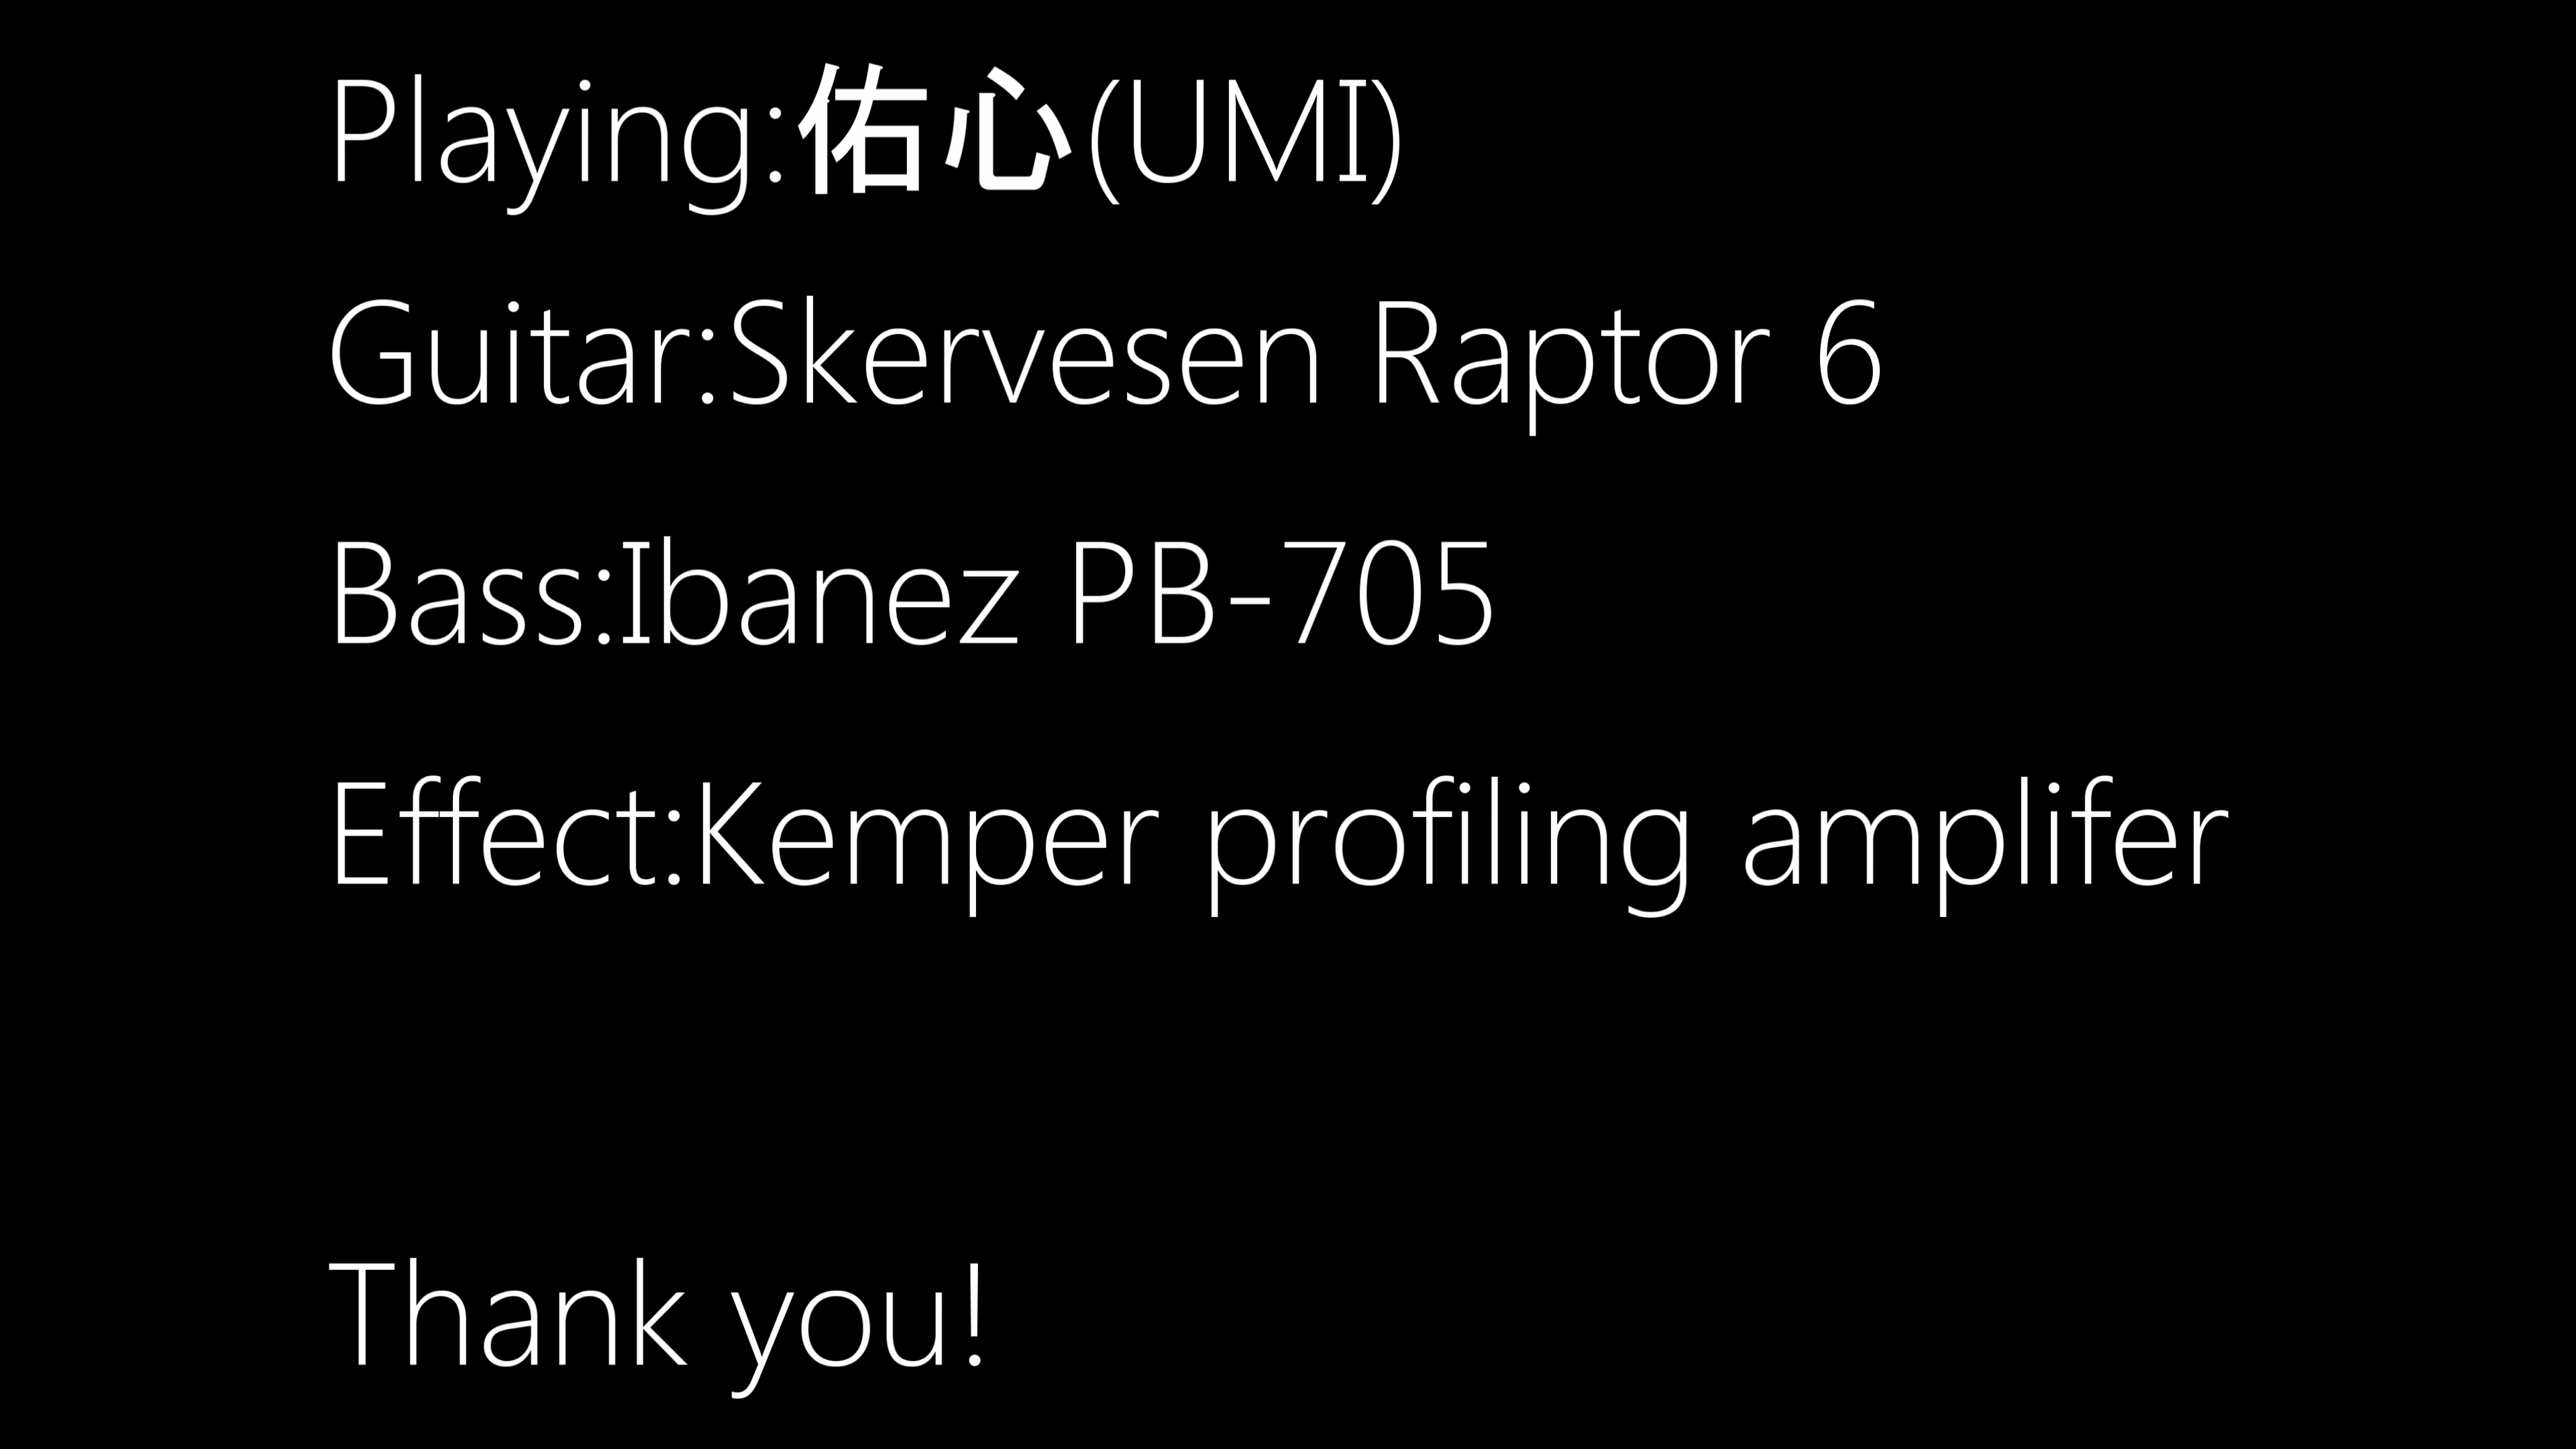 Playing:佑心(UMI)
Guitar:Skervesen Raptor 6
Bass:Ibanez PB-705
Effect:Kemper profiling amplifer
Thank you!